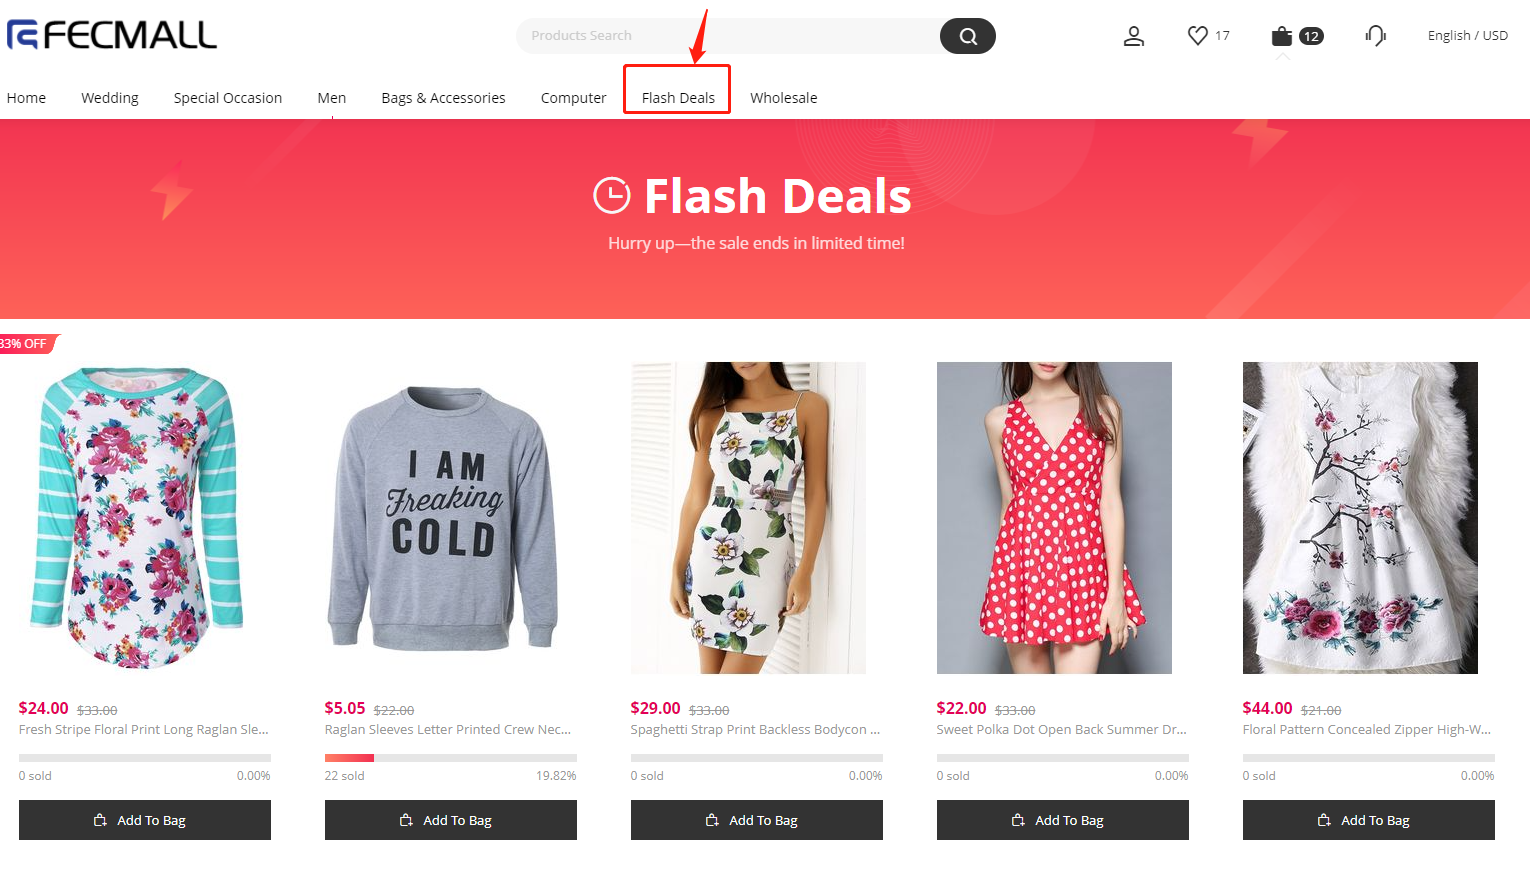 FECMALL
Products Search
17
12
English / USD
Home
Wedding
Special Occasion
Men
Bags & Accessories
Computer
Flash Deals
Wholesale
Flash Deals
Hurry up—the sale ends in limited time!
33% OFF
I AM
Freaking
COLD
$24.00 $33.00
Fresh Stripe Floral Print Long Raglan Sle...
0 sold
0.00%
Add To Bag
$5.05 $22.00
Raglan Sleeves Letter Printed Crew Nec...
22 sold
19.82%
Add To Bag
$29.00 $33.00
Spaghetti Strap Print Backless Bodycon ...
0 sold
0.00%
Add To Bag
$22.00 $33.00
Sweet Polka Dot Open Back Summer Dr...
0 sold
0.00%
Add To Bag
$44.00 $21.00
Floral Pattern Concealed Zipper High-W...
0 sold
0.00%
Add To Bag